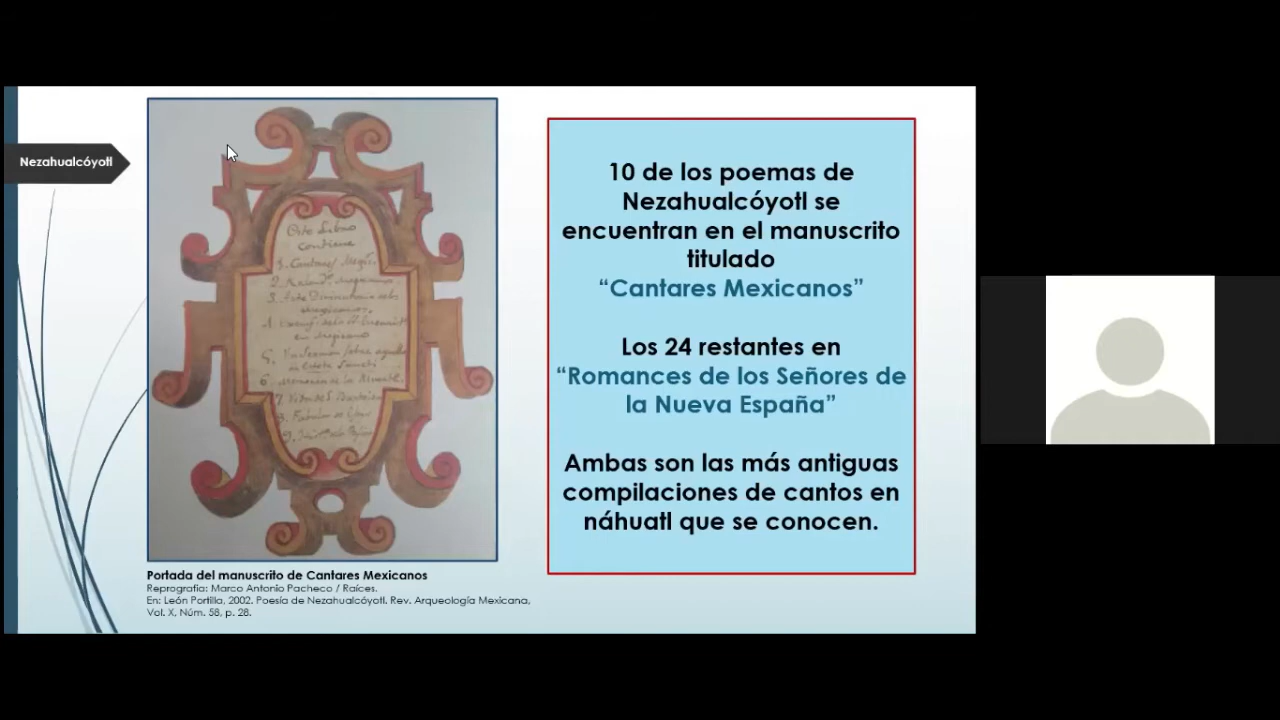 Nezahualcóyotl
Este Libro
contiene
10 de los poemas de
Nezahualcóyotl se
encuentran en el manuscrito
titulado
“Cantares Mexicanos”
Los 24 restantes en
“Romances de los Señores de
la Nueva España”
Ambas son las más antiguas
compilaciones de cantos en
náhuatl que se conocen.
Portada del manuscrito de Cantares Mexicanos
Reprografía: Marco Antonio Pacheco / Raíces.
En: León Portilla, 2002. Poesía de Nezahualcóyotl. Rev. Arqueología Mexicana,
Vol. X, Núm. 58, p. 28.